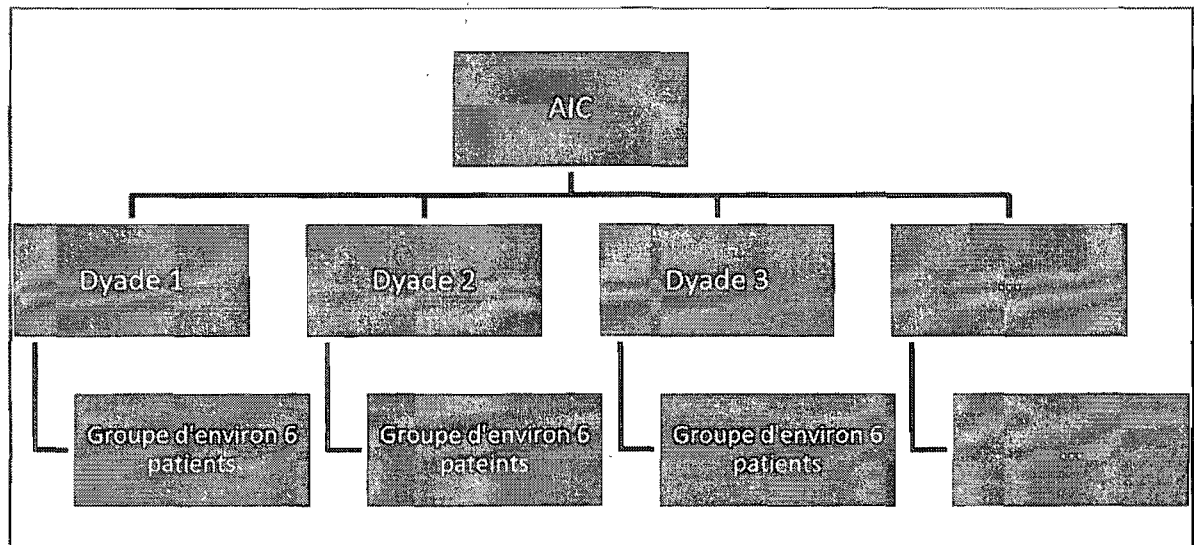 AIC
Dyade 1
Dyade 2
Dyade 3
...
Groupe d'environ 6
patients
Groupe d'environ 6
pateints
Groupe d'environ 6
patients
...